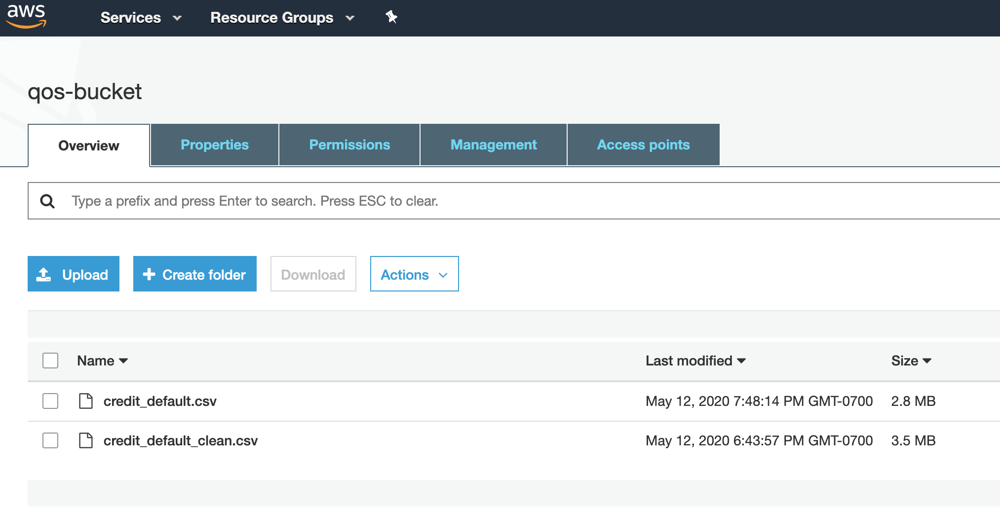 aws Services Resource Groups
qos-bucket
Overview Properties Permissions Management Access points
Type a prefix and press Enter to search. Press ESC to clear.
Upload Create folder Download Actions
Name Last modified Size
credit_default.csv May 12, 2020 7:48:14 PM GMT-0700 2.8 MB
credit_default_clean.csv May 12, 2020 6:43:57 PM GMT-0700 3.5 MB